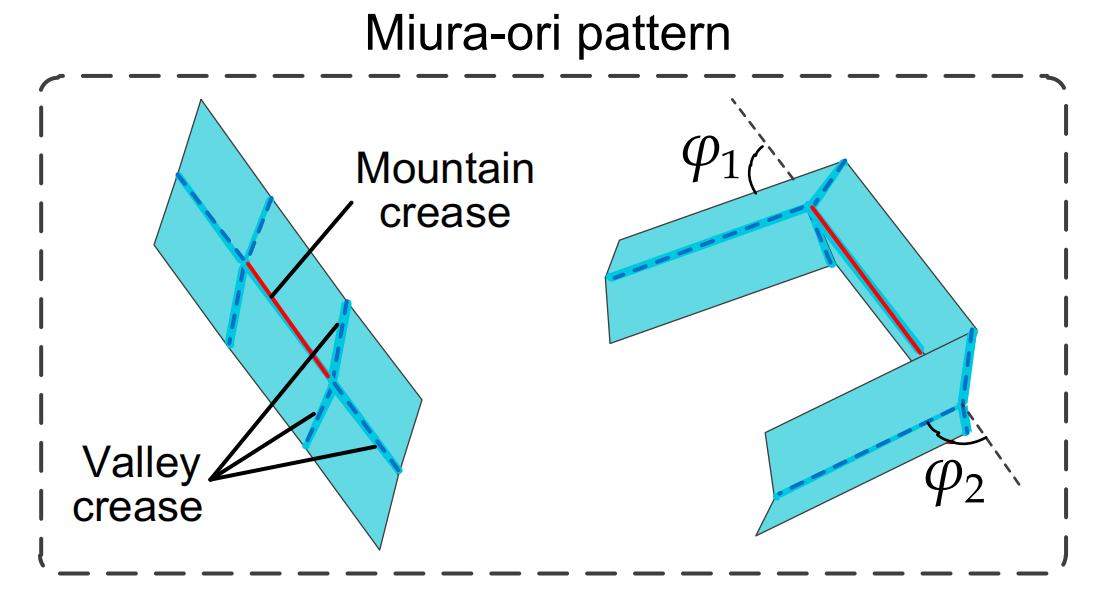 Miura-ori pattern
Mountain
crease
Valley
crease
φ1
φ2